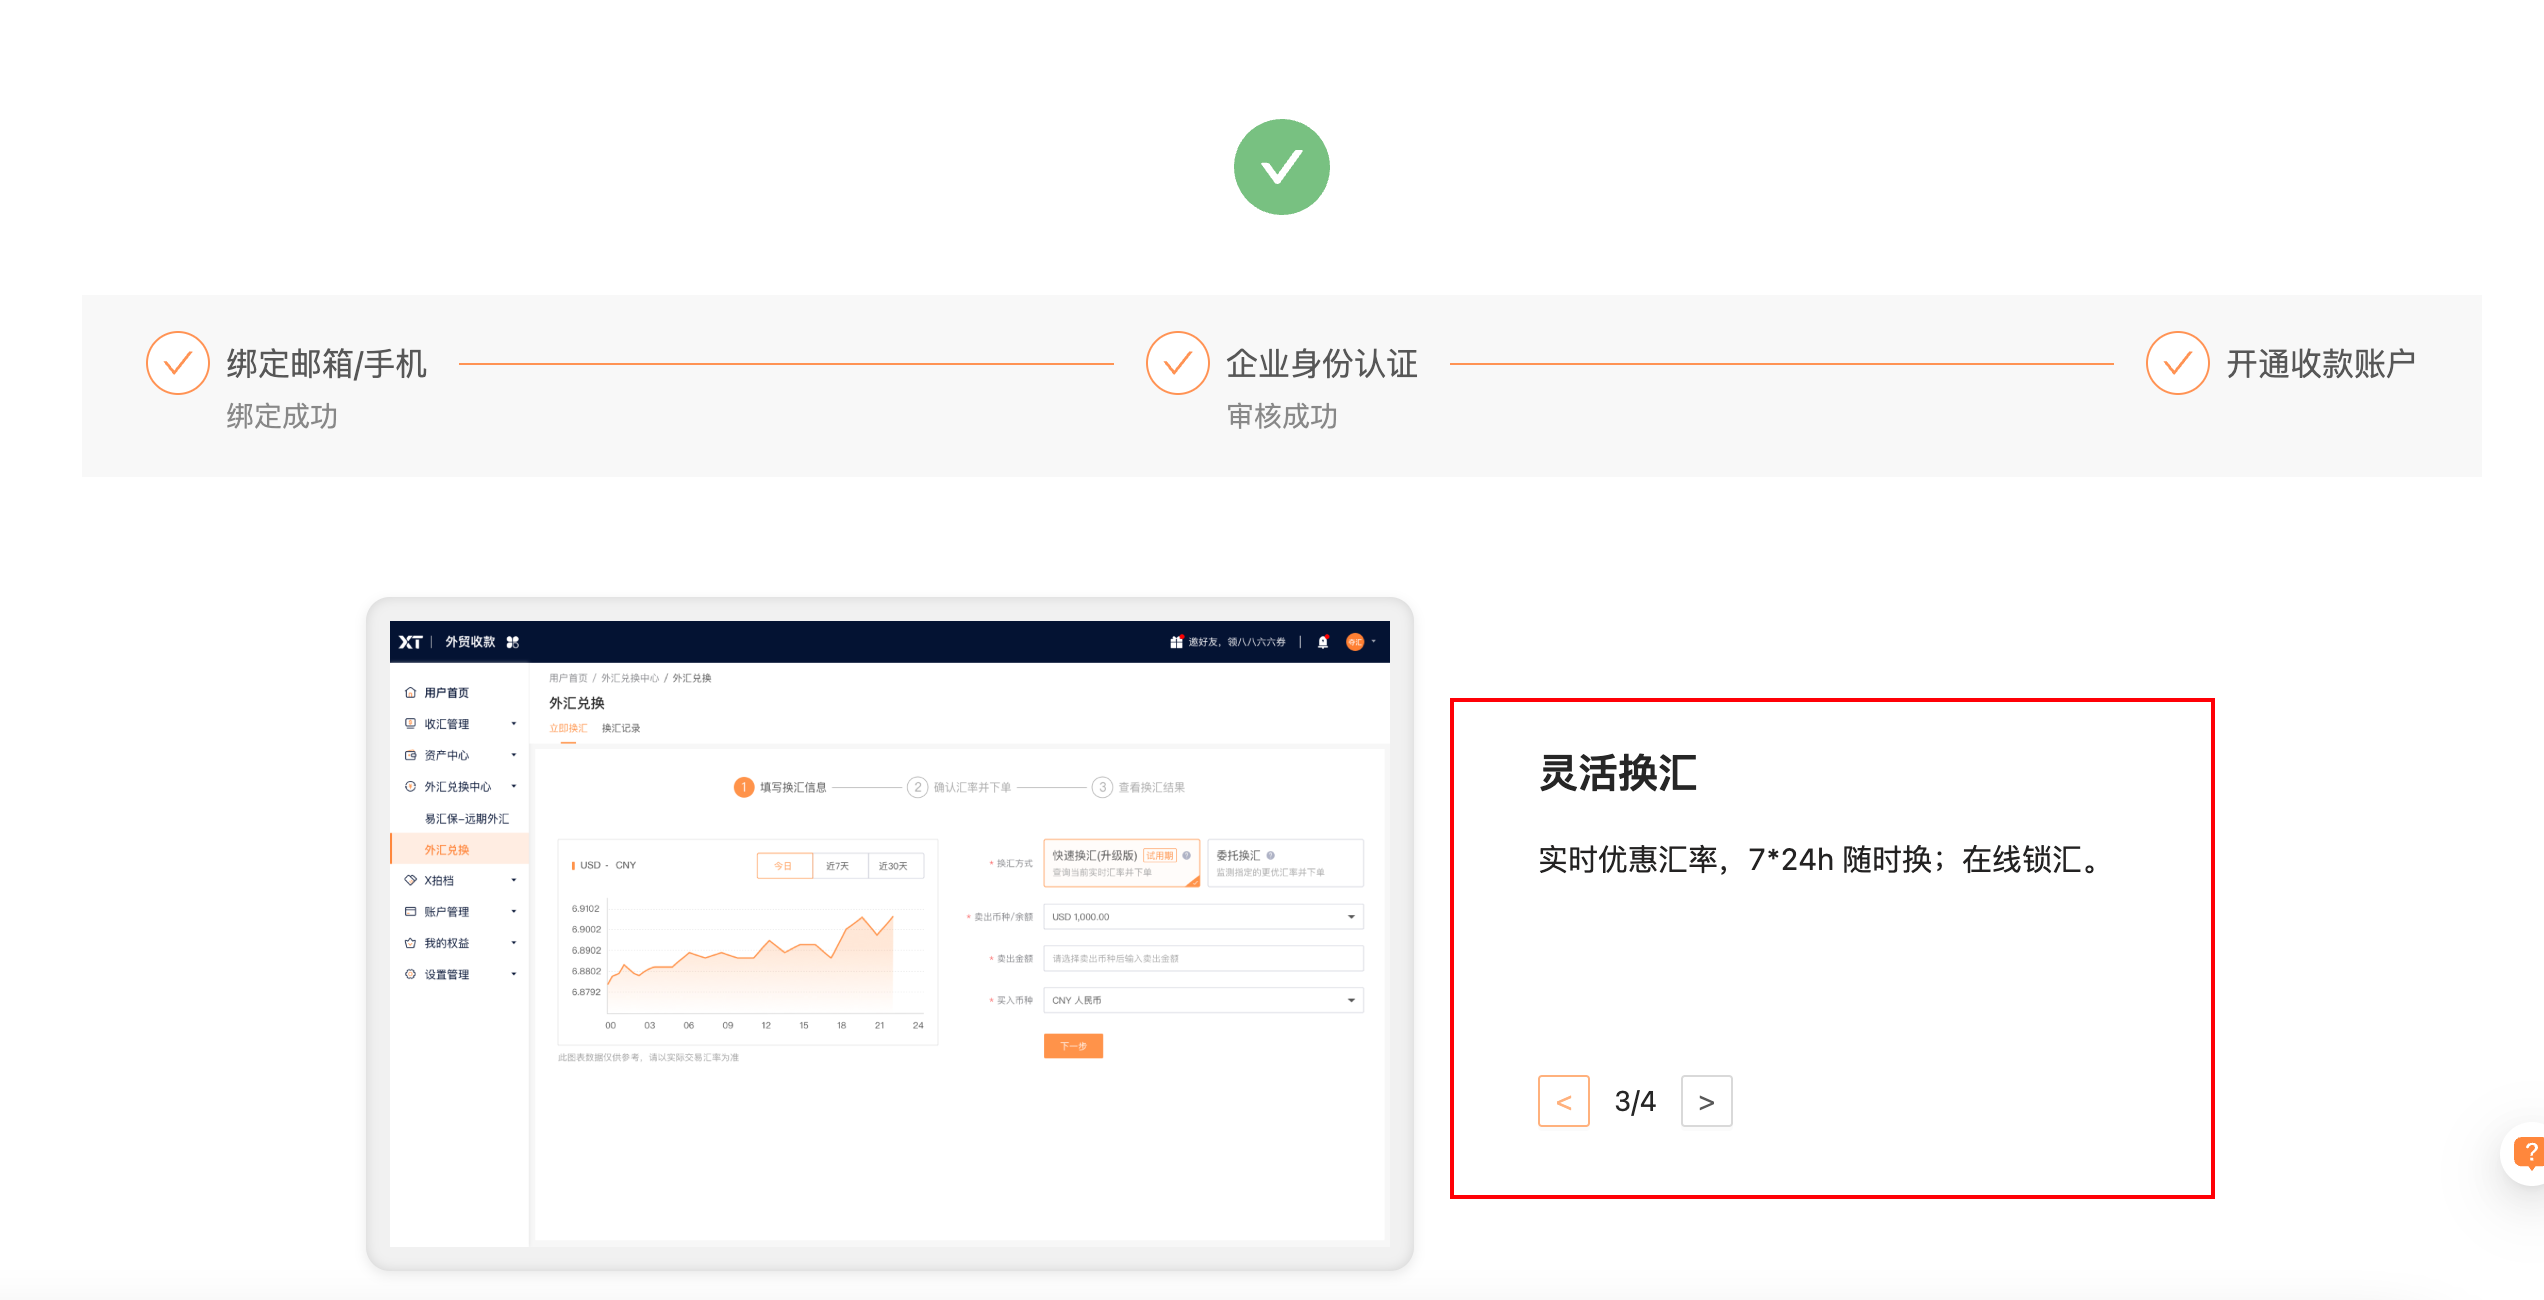 绑定邮箱/手机
绑定成功
企业身份认证
审核成功
开通收款账户
XT | 外贸收款
邀好友，领八八六六券
用户首页
收汇管理
资产中心
外汇兑换中心
易汇保-远期外汇
外汇兑换
X拍档
账户管理
我的权益
设置管理
用户首页 / 外汇兑换中心 / 外汇兑换
外汇兑换
立即换汇 换汇记录
1 填写换汇信息
2 确认汇率并下单
3 查看换汇结果
USD - CNY
今日 近7天 近30天
6.9102
6.9002
6.8902
6.8802
6.8792
00 03 06 09 12 15 18 21 24
此图表数据仅供参考，请以实际交易汇率为准
* 换汇方式
快速换汇(升级版) 试用期
查询当前实时汇率并下单
委托换汇
监测指定的更优汇率并下单
* 卖出币种/余额
USD 1,000.00
* 卖出金额
请选择卖出币种后输入卖出金额
* 买入币种
CNY 人民币
下一步
灵活换汇
实时优惠汇率，7*24h 随时换；在线锁汇。
< 3/4 >
?